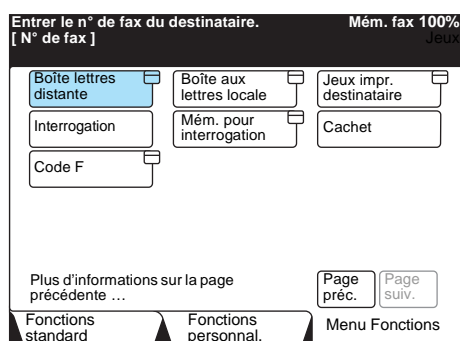 Entrer le n° de fax du destinataire. Mém. fax 100%
[ N° de fax ] Jeux
Boîte lettres distante
Boîte aux lettres locale
Jeux impr. destinataire
Interrogation
Mém. pour interrogation
Cachet
Code F
Plus d'informations sur la page
précédente …
Page préc.
Page suiv.
Fonctions standard
Fonctions personnal.
Menu Fonctions